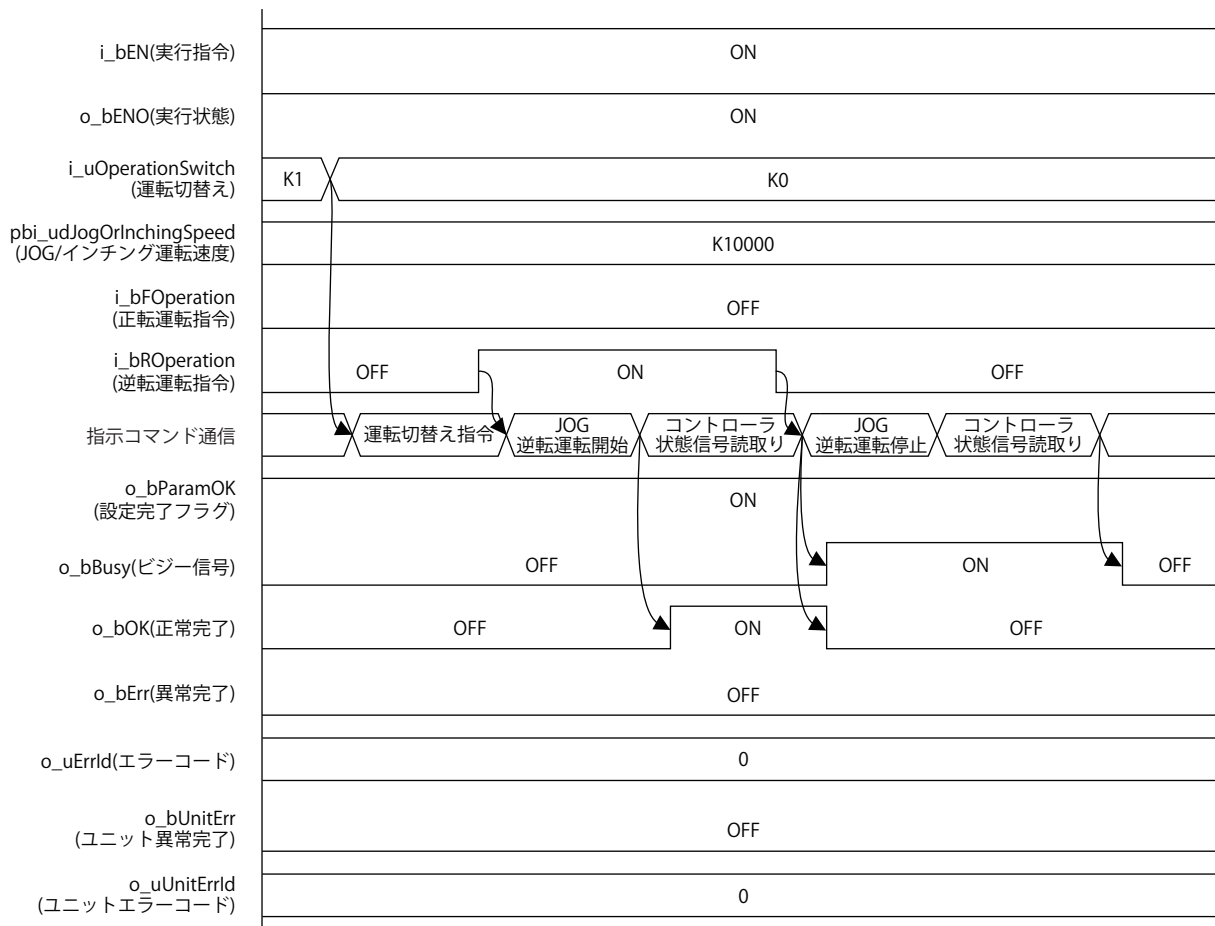 i_bEN(実行指令)
ON
o_bENO(実行状態)
ON
i_uOperationSwitch
(運転切替え)
K1
K0
pbi_udJogOrInchingSpeed
(JOG/インチング運転速度)
K10000
i_bFOperation
(正転運転指令)
OFF
i_bROperation
(逆転運転指令)
OFF
ON
OFF
指示コマンド通信
運転切替え指令
JOG
逆転運転開始
コントローラ
状態信号読取り
JOG
逆転運転停止
コントローラ
状態信号読取り
o_bParamOK
(設定完了フラグ)
ON
o_bBusy(ビジー信号)
OFF
ON
OFF
o_bOK(正常完了)
OFF
ON
OFF
o_bErr(異常完了)
OFF
o_uErrId(エラーコード)
0
o_bUnitErr
(ユニット異常完了)
OFF
o_uUnitErrId
(ユニットエラーコード)
0